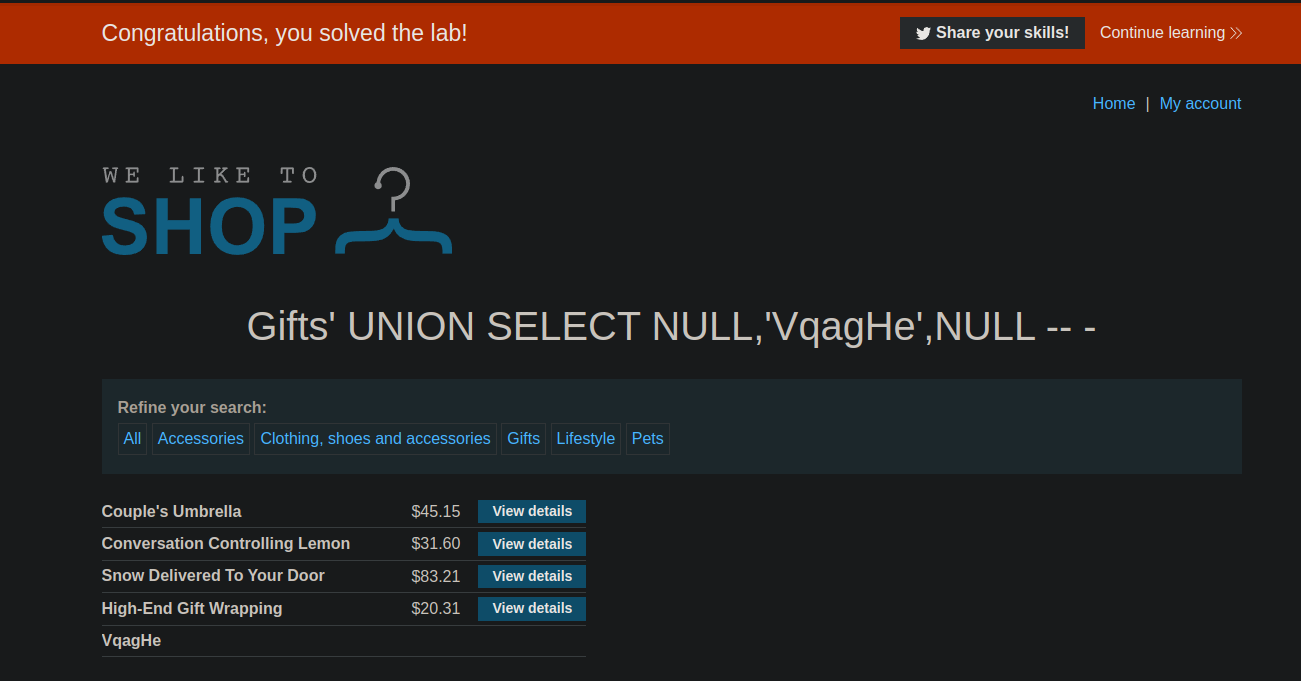 Congratulations, you solved the lab!
Share your skills!
Continue learning
Home | My account
WE LIKE TO
SHOP
Gifts' UNION SELECT NULL,'VqagHe',NULL -- -
Refine your search:
All Accessories Clothing, shoes and accessories Gifts Lifestyle Pets
Couple's Umbrella $45.15 View details
Conversation Controlling Lemon $31.60 View details
Snow Delivered To Your Door $83.21 View details
High-End Gift Wrapping $20.31 View details
VqagHe